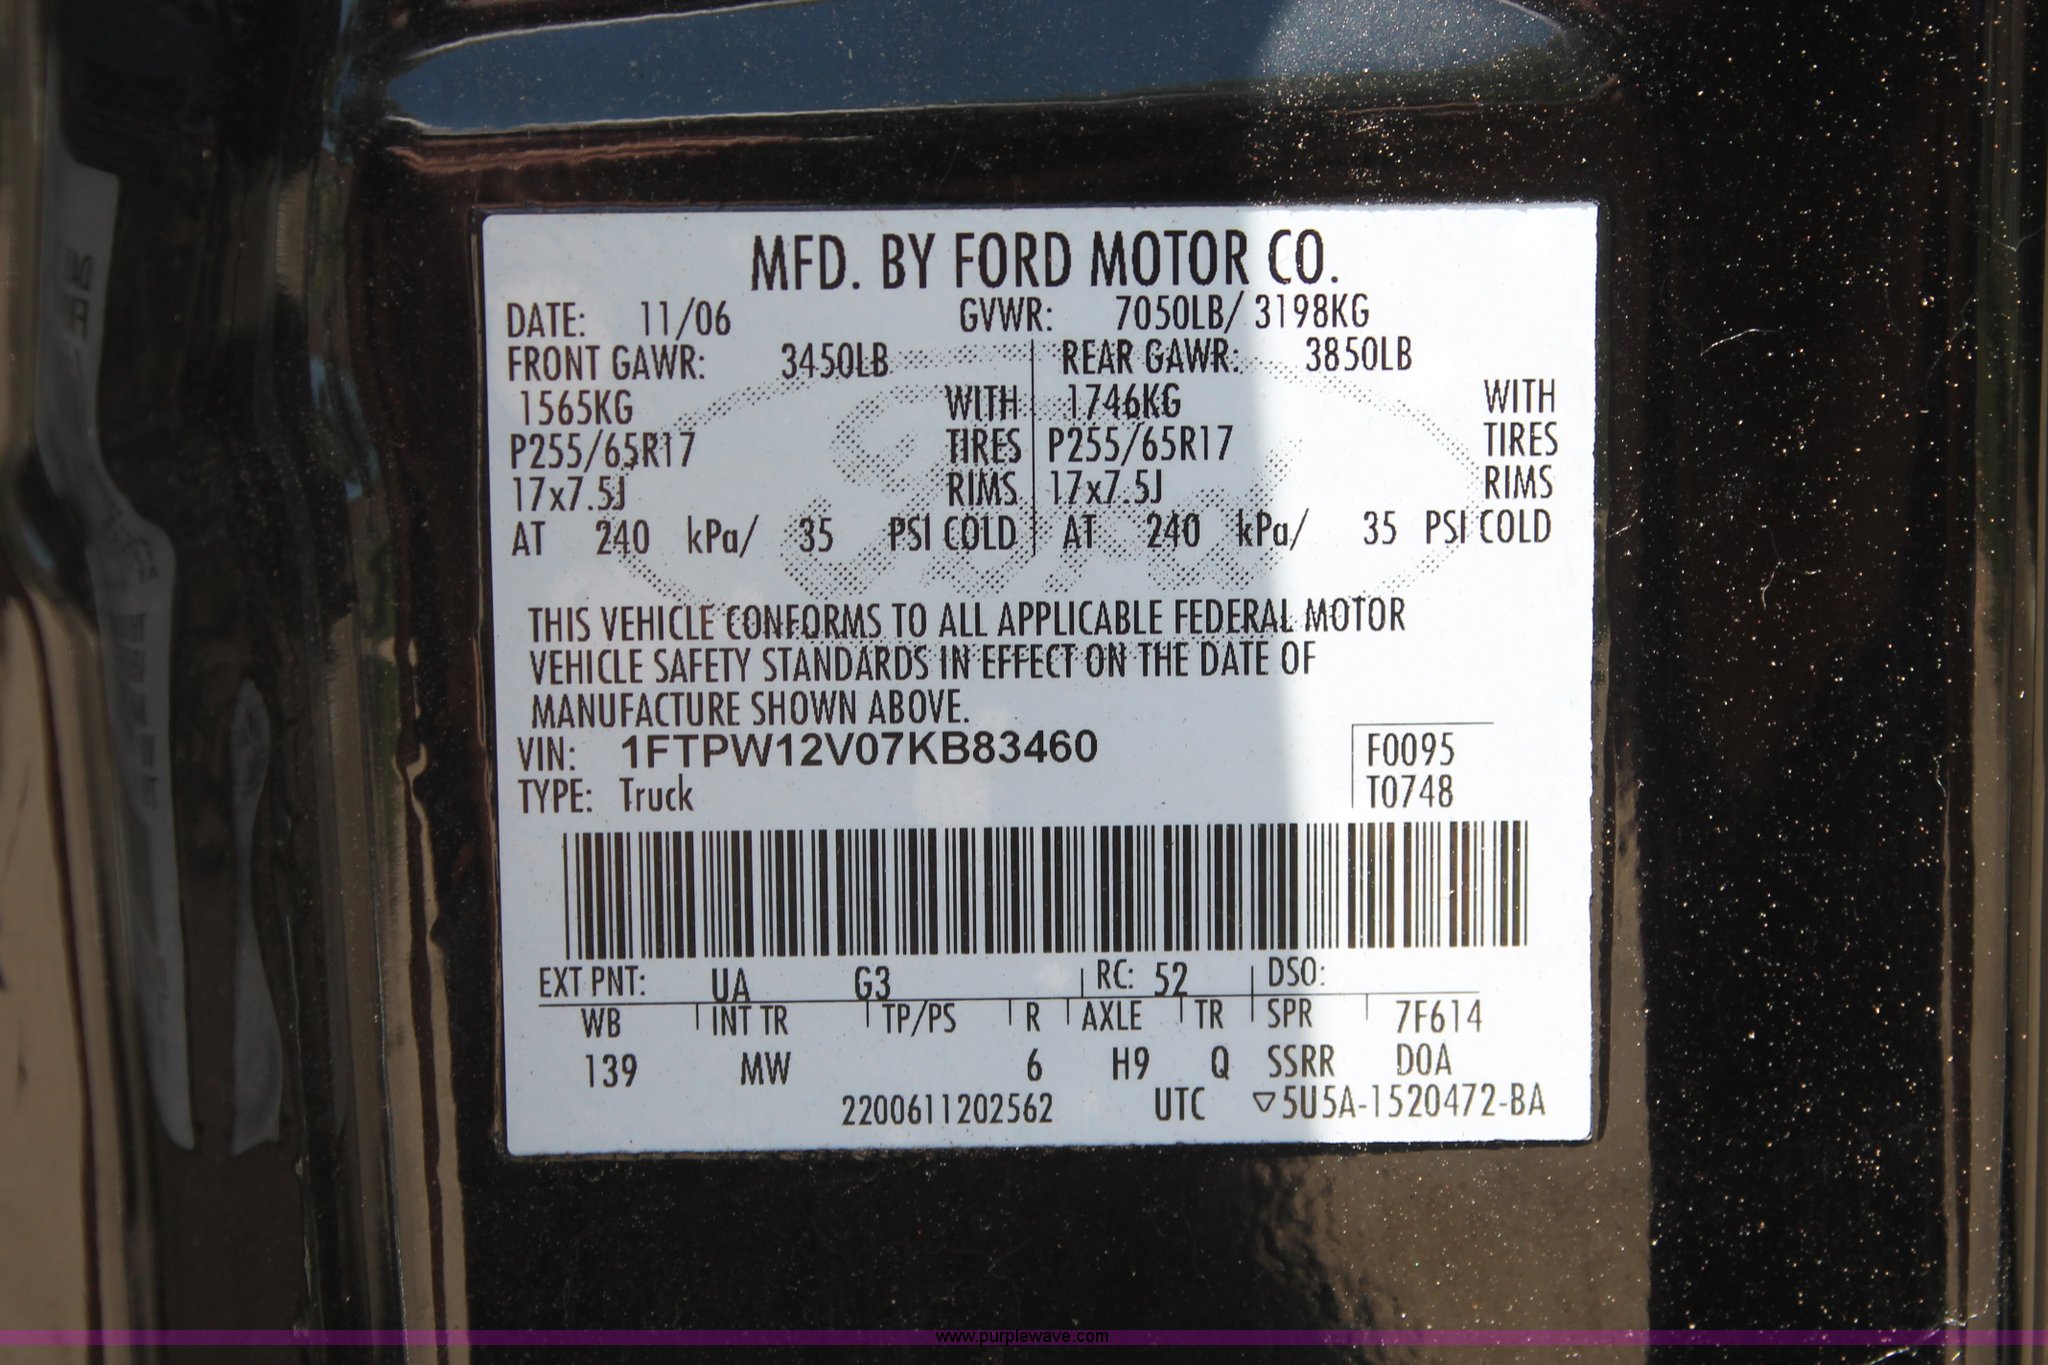 MFD. BY FORD MOTOR CO.
DATE: 11/06 GVWR: 7050LB/ 3198KG
FRONT GAWR: 3450LB REAR GAWR: 3850LB
1565KG WITH 1746KG WITH
P255/65R17 TIRES P255/65R17 TIRES
17x7.5J RIMS 17x7.5J RIMS
AT 240 kPa/ 35 PSI COLD AT 240 kPa/ 35 PSI COLD
THIS VEHICLE CONFORMS TO ALL APPLICABLE FEDERAL MOTOR
VEHICLE SAFETY STANDARDS IN EFFECT ON THE DATE OF
MANUFACTURE SHOWN ABOVE.
VIN: 1FTPW12V07KB83460 F0095
TYPE: Truck T0748
EXT PNT: UA G3 RC: 52 DSO:
WB INT TR TP/PS R AXLE TR SPR 7F614
139 MW 6 H9 Q SSRR D0A
2200611202562 UTC ▽5U5A-1520472-BA
www.purplewave.com